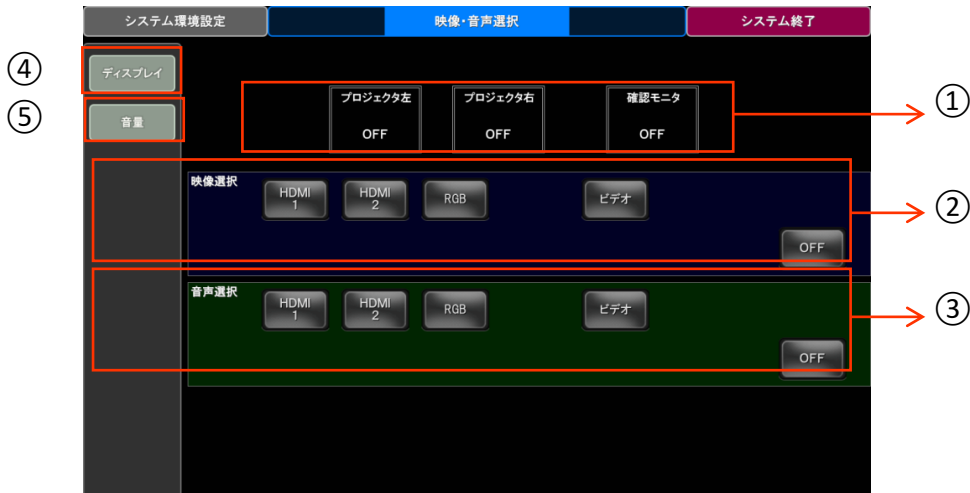 システム環境設定
映像・音声選択
システム終了
④
ディスプレイ
⑤
音量
プロジェクタ左
OFF
プロジェクタ右
OFF
確認モニタ
OFF
①
映像選択
HDMI
1
HDMI
2
RGB
ビデオ
OFF
②
音声選択
HDMI
1
HDMI
2
RGB
ビデオ
OFF
③